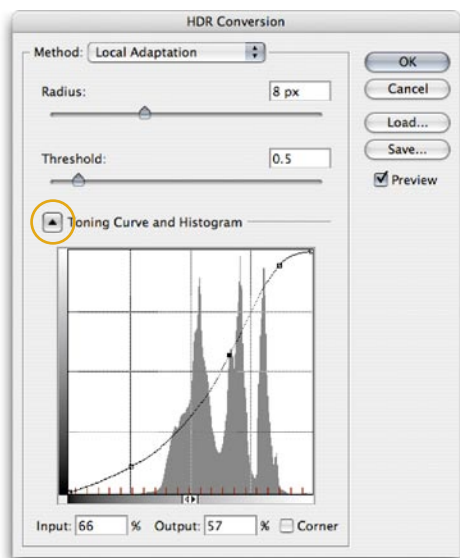 HDR Conversion
Method: Local Adaptation
Radius: 8 px
Threshold: 0.5
Toning Curve and Histogram
Input: 66 % Output: 57 % Corner
OK
Cancel
Load...
Save...
Preview